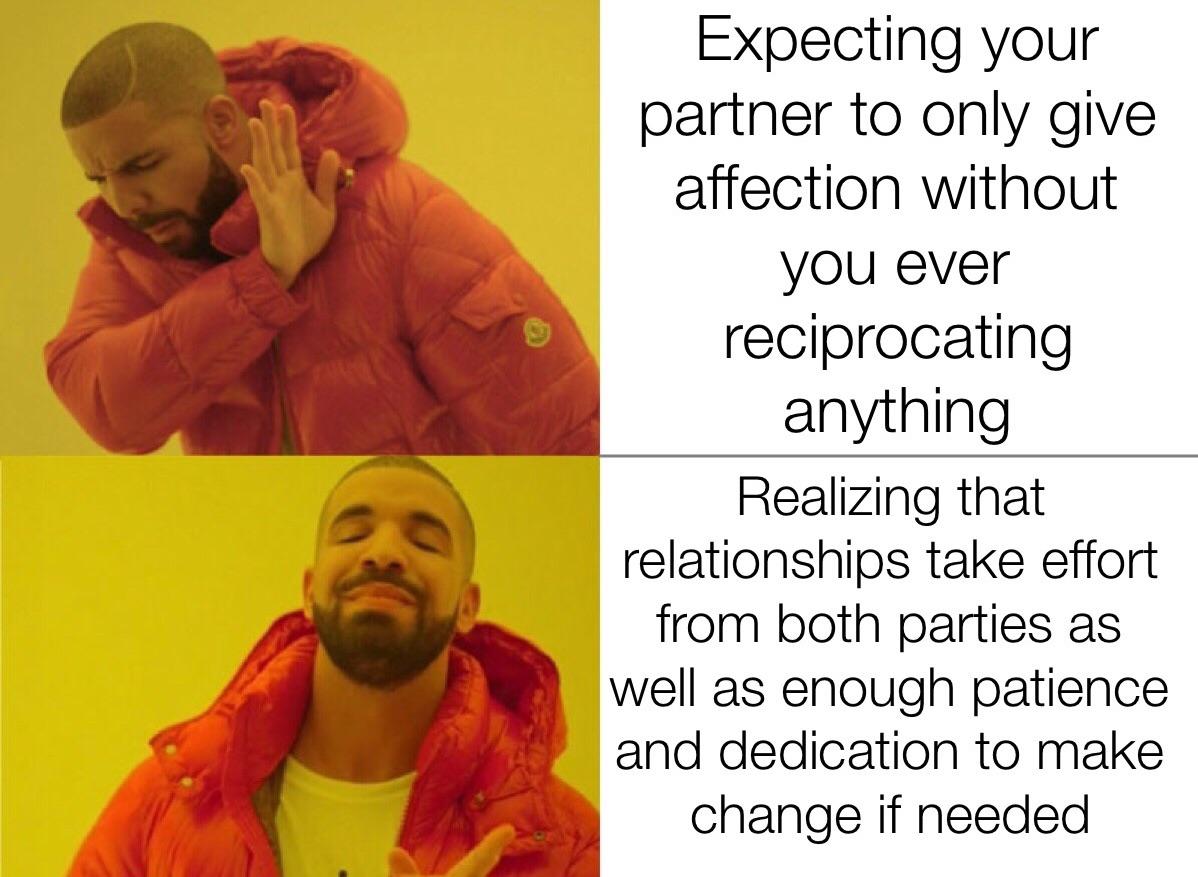 Expecting your
partner to only give
affection without
you ever
reciprocating
anything
Realizing that
relationships take effort
from both parties as
well as enough patience
and dedication to make
change if needed